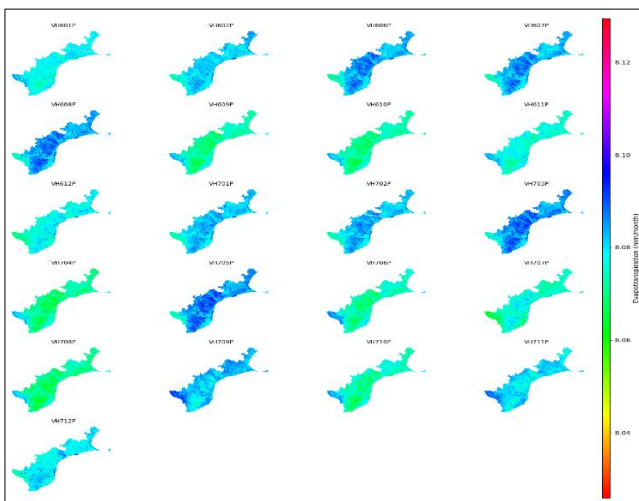 VH601P
VH602P
VH606P
VH607P
VH608P
VH609P
VH610P
VH611P
VH612P
VH701P
VH702P
VH703P
VH704P
VH705P
VH706P
VH707P
VH708P
VH709P
VH710P
VH711P
VH712P
8.12
8.10
8.08
8.06
8.04
Evapotranspiration (mm/month)